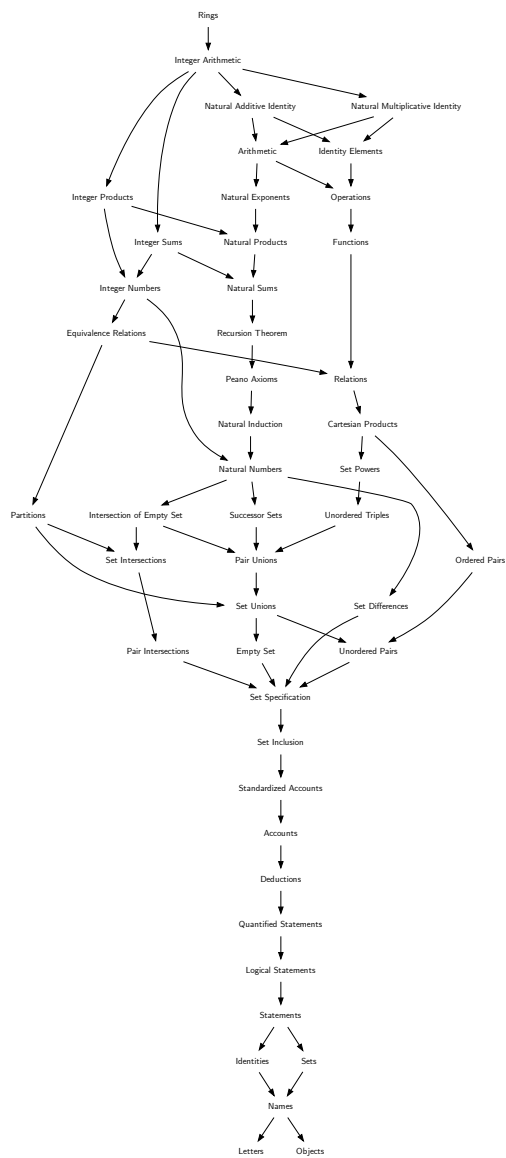 Rings
Integer Arithmetic
Natural Additive Identity Natural Multiplicative Identity
Arithmetic Identity Elements
Integer Products Natural Exponents Operations
Integer Sums Natural Products Functions
Integer Numbers Natural Sums
Equivalence Relations Recursion Theorem
Peano Axioms Relations
Natural Induction Cartesian Products
Natural Numbers Set Powers
Partitions Intersection of Empty Set Successor Sets Unordered Triples
Set Intersections Pair Unions Ordered Pairs
Set Unions Set Differences
Pair Intersections Empty Set Unordered Pairs
Set Specification
Set Inclusion
Standardized Accounts
Accounts
Deductions
Quantified Statements
Logical Statements
Statements
Identities Sets
Names
Letters Objects